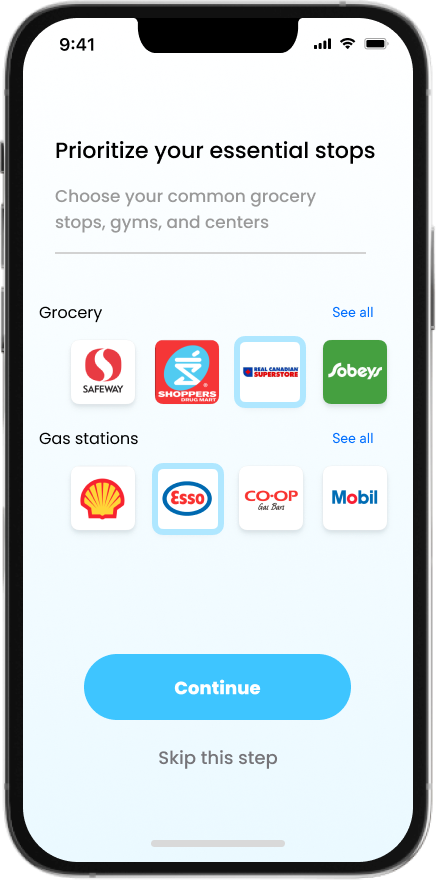 9:41
Prioritize your essential stops
Choose your common grocery
stops, gyms, and centers
Grocery
See all
SAFEWAY
SHOPPERS
DRUG MART
REAL CANADIAN
SUPERSTORE
Sobeys
Gas stations
See all
Esso
CO-OP
Gas Bars
Mobil
Continue
Skip this step